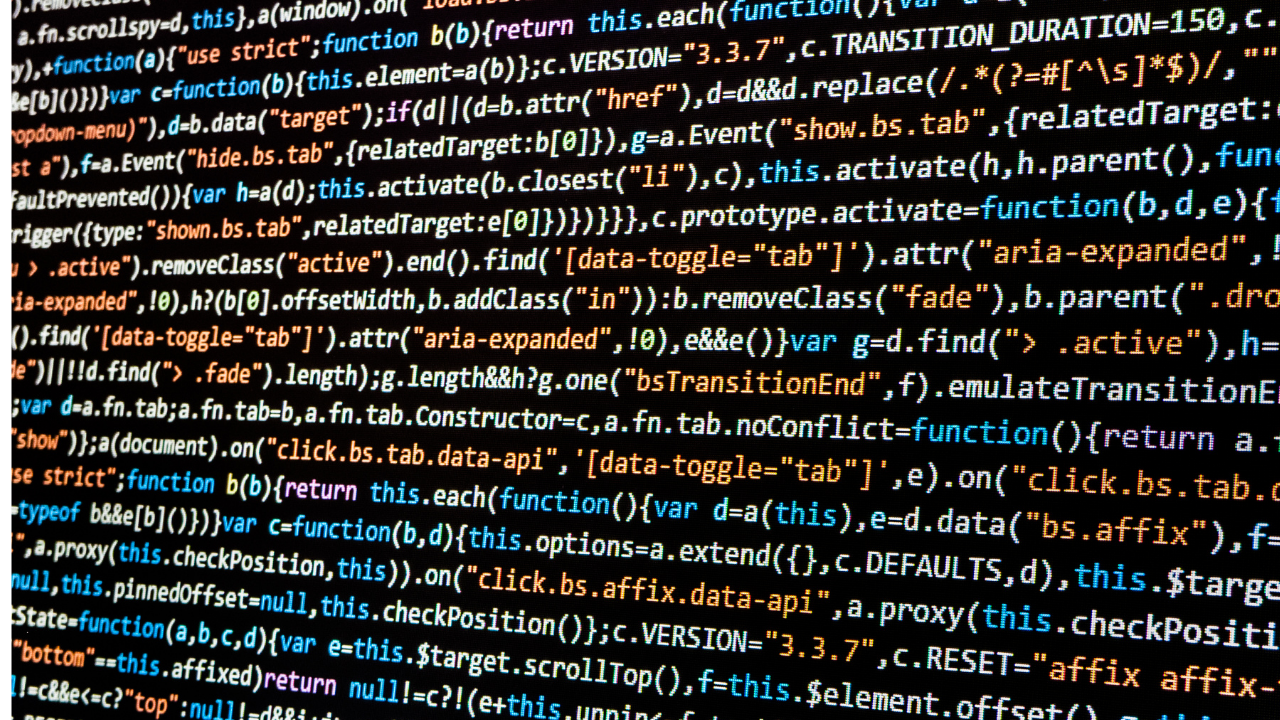 ).removeClass(
a.fn.scrollspy=d,this},a(window).on(
y),+function(a){"use strict";function b(b){return this.each(function(){var
&e[b]()})}var c=function(b){this.element=a(b)};c.VERSION="3.3.7",c.TRANSITION_DURATION=150,c.
opdown-menu)"),d=b.data("target");if(d||(d=b.attr("href"),d=d&&d.replace(/.*(?=#[^\s]*$)/,""
st a"),f=a.Event("hide.bs.tab",{relatedTarget:b[0]}),g=a.Event("show.bs.tab",{relatedTarget:
faultPrevented()){var h=a(d);this.activate(b.closest("li"),c),this.activate(h,h.parent(),func
rigger({type:"shown.bs.tab",relatedTarget:e[0]})})}}},c.prototype.activate=function(b,d,e){f
> .active").removeClass("active").end().find('[data-toggle="tab"]').attr("aria-expanded",!
ia-expanded",!0),h?(b[0].offsetWidth,b.addClass("in")):b.removeClass("fade"),b.parent(".dro
().find('[data-toggle="tab"]').attr("aria-expanded",!0),e&&e()}var g=d.find("> .active"),h=
de")||!!d.find("> .fade").length);g.length&&h?g.one("bsTransitionEnd",f).emulateTransitionE
;var d=a.fn.tab;a.fn.tab=b,a.fn.tab.Constructor=c,a.fn.tab.noConflict=function(){return a.
"show")};a(document).on("click.bs.tab.data-api",'[data-toggle="tab"]',e).on("click.bs.tab.
se strict";function b(b){return this.each(function(){var d=a(this),e=d.data("bs.affix"),f=
=typeof b&&e[b]()})}var c=function(b,d){this.options=a.extend({},c.DEFAULTS,d),this.$targe
",a.proxy(this.checkPosition,this)).on("click.bs.affix.data-api",a.proxy(this.checkPositi
null,this.pinnedOffset=null,this.checkPosition()};c.VERSION="3.3.7",c.RESET="affix affix-
tState=function(a,b,c,d){var e=this.$target.scrollTop(),f=this.$element.offset()
"bottom"==this.affixed)return null!=c?!(e+this.unpin
l!=c&&e<=c?"top":null!=d&&